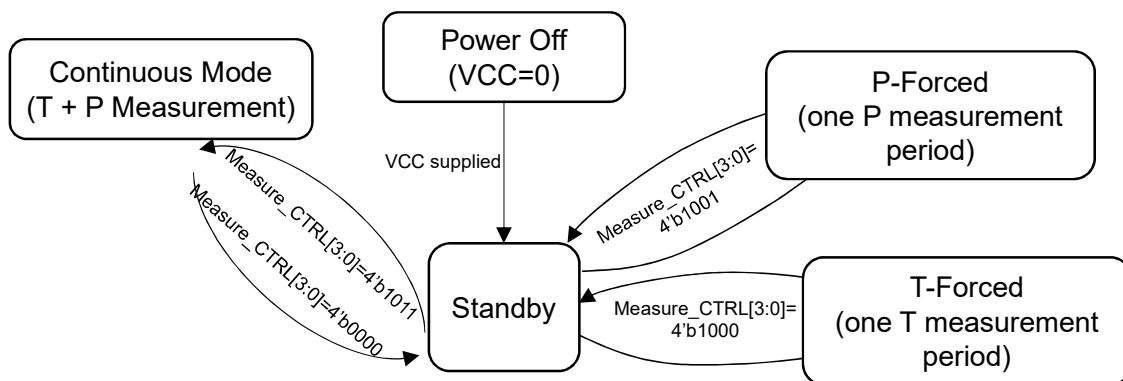 Power Off
(VCC=0)
Continuous Mode
(T + P Measurement)
P-Forced
(one P measurement
period)
VCC supplied
Measure_CTRL[3:0]=4'b1011
Measure_CTRL[3:0]=4'b0000
Measure_CTRL[3:0]=
4'b1001
Standby
Measure_CTRL[3:0]=
4'b1000
T-Forced
(one T measurement
period)